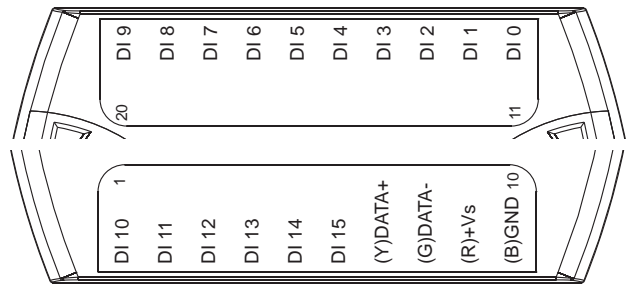 DI 9
DI 8
DI 7
DI 6
DI 5
DI 4
DI 3
DI 2
DI 1
DI 0
20
11
1
10
DI 10
DI 11
DI 12
DI 13
DI 14
DI 15
(Y)DATA+
(G)DATA-
(R)+Vs
(B)GND